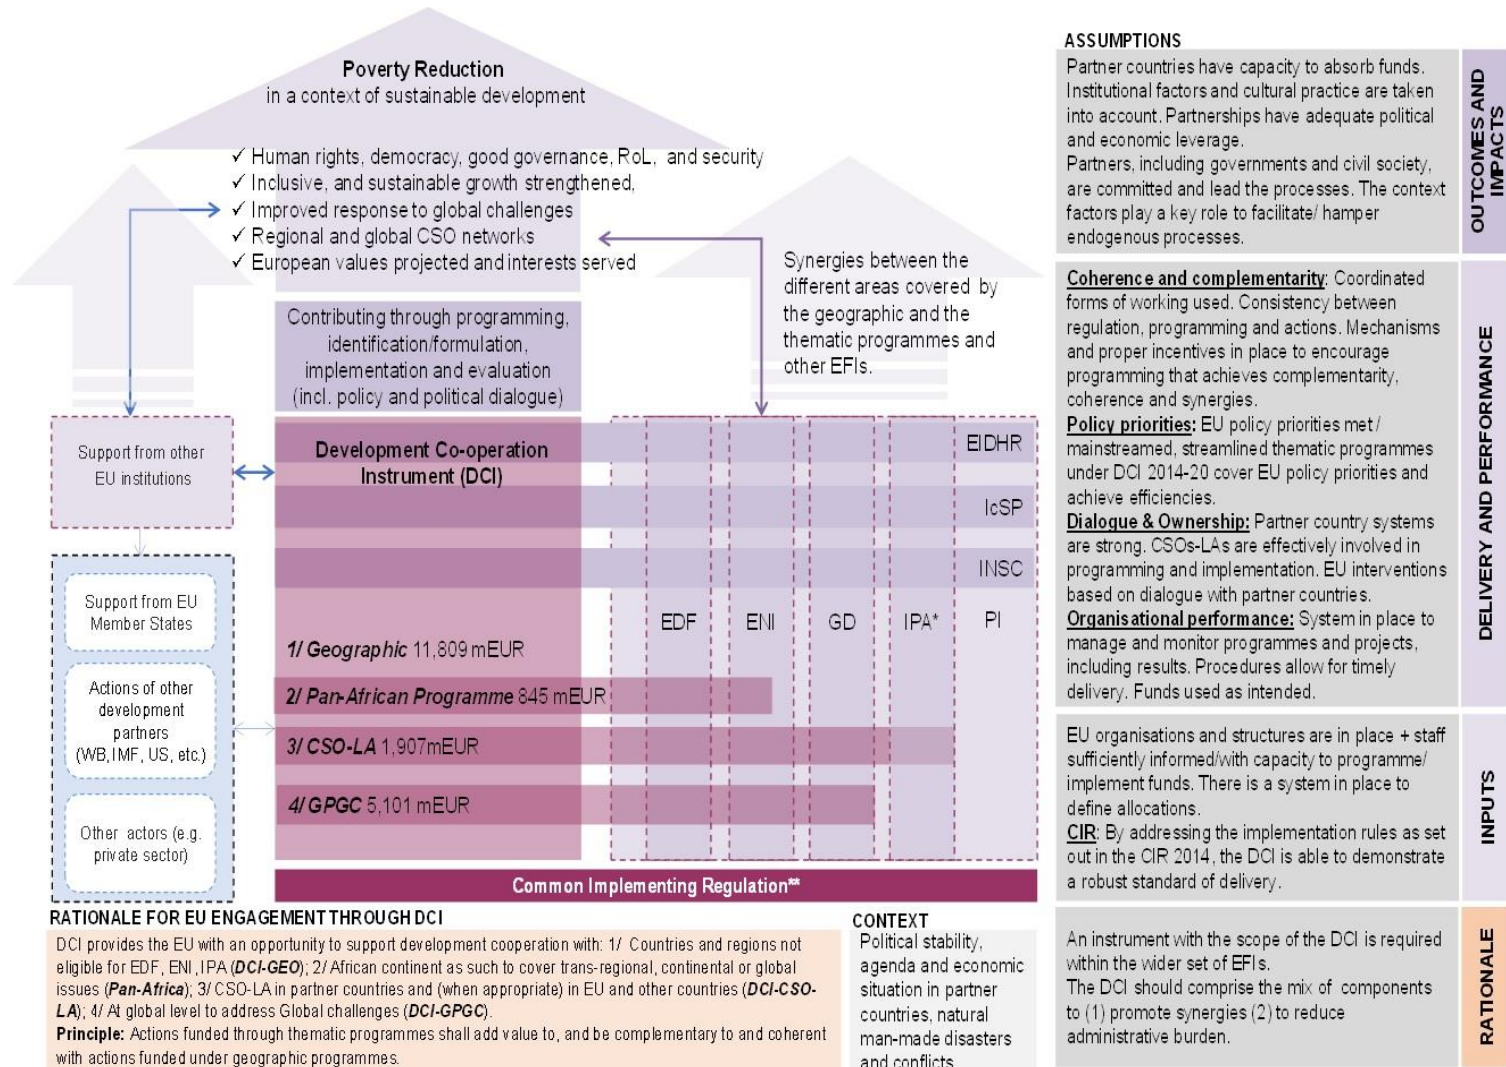 Poverty Reduction
in a context of sustainable development
✓ Human rights, democracy, good governance, RoL, and security
✓ Inclusive, and sustainable growth strengthened,
✓ Improved response to global challenges
✓ Regional and global CSO networks
✓ European values projected and interests served
Synergies between the
different areas covered by
the geographic and the
thematic programmes and
other EFIs.
Contributing through programming,
identification/formulation,
implementation and evaluation
(incl. policy and political dialogue)
Support from other
EU institutions
Development Co-operation
Instrument (DCI)
EIDHR
IcSP
INSC
EDF
ENI
GD
IPA*
PI
Support from EU
Member States
Actions of other
development
partners
(WB, IMF, US, etc.)
Other actors (e.g.
private sector)
1/ Geographic 11,809 mEUR
2/ Pan-African Programme 845 mEUR
3/ CSO-LA 1,907mEUR
4/ GPGC 5,101 mEUR
Common Implementing Regulation**
RATIONALE FOR EU ENGAGEMENT THROUGH DCI
DCI provides the EU with an opportunity to support development cooperation with: 1/ Countries and regions not
eligible for EDF, ENI, IPA (DCI-GEO); 2/ African continent as such to cover trans-regional, continental or global
issues (Pan-Africa); 3/ CSO-LA in partner countries and (when appropriate) in EU and other countries (DCI-CSO-
LA); 4/ At global level to address Global challenges (DCI-GPGC).
Principle: Actions funded through thematic programmes shall add value to, and be complementary to and coherent
with actions funded under geographic programmes.
CONTEXT
Political stability,
agenda and economic
situation in partner
countries, natural
man-made disasters
and conflicts
ASSUMPTIONS
Partner countries have capacity to absorb funds.
Institutional factors and cultural practice are taken
into account. Partnerships have adequate political
and economic leverage.
Partners, including governments and civil society,
are committed and lead the processes. The context
factors play a key role to facilitate/ hamper
endogenous processes.
OUTCOMES AND
IMPACTS
Coherence and complementarity: Coordinated
forms of working used. Consistency between
regulation, programming and actions. Mechanisms
and proper incentives in place to encourage
programming that achieves complementarity,
coherence and synergies.
Policy priorities: EU policy priorities met /
mainstreamed, streamlined thematic programmes
under DCI 2014-20 cover EU policy priorities and
achieve efficiencies.
Dialogue & Ownership: Partner country systems
are strong. CSOs-LAs are effectively involved in
programming and implementation. EU interventions
based on dialogue with partner countries.
Organisational performance: System in place to
manage and monitor programmes and projects,
including results. Procedures allow for timely
delivery. Funds used as intended.
DELIVERY AND PERFORMANCE
EU organisations and structures are in place + staff
sufficiently informed/with capacity to programme/
implement funds. There is a system in place to
define allocations.
CIR: By addressing the implementation rules as set
out in the CIR 2014, the DCI is able to demonstrate
a robust standard of delivery.
INPUTS
An instrument with the scope of the DCI is required
within the wider set of EFIs.
The DCI should comprise the mix of components
to (1) promote synergies (2) to reduce
administrative burden.
RATIONALE